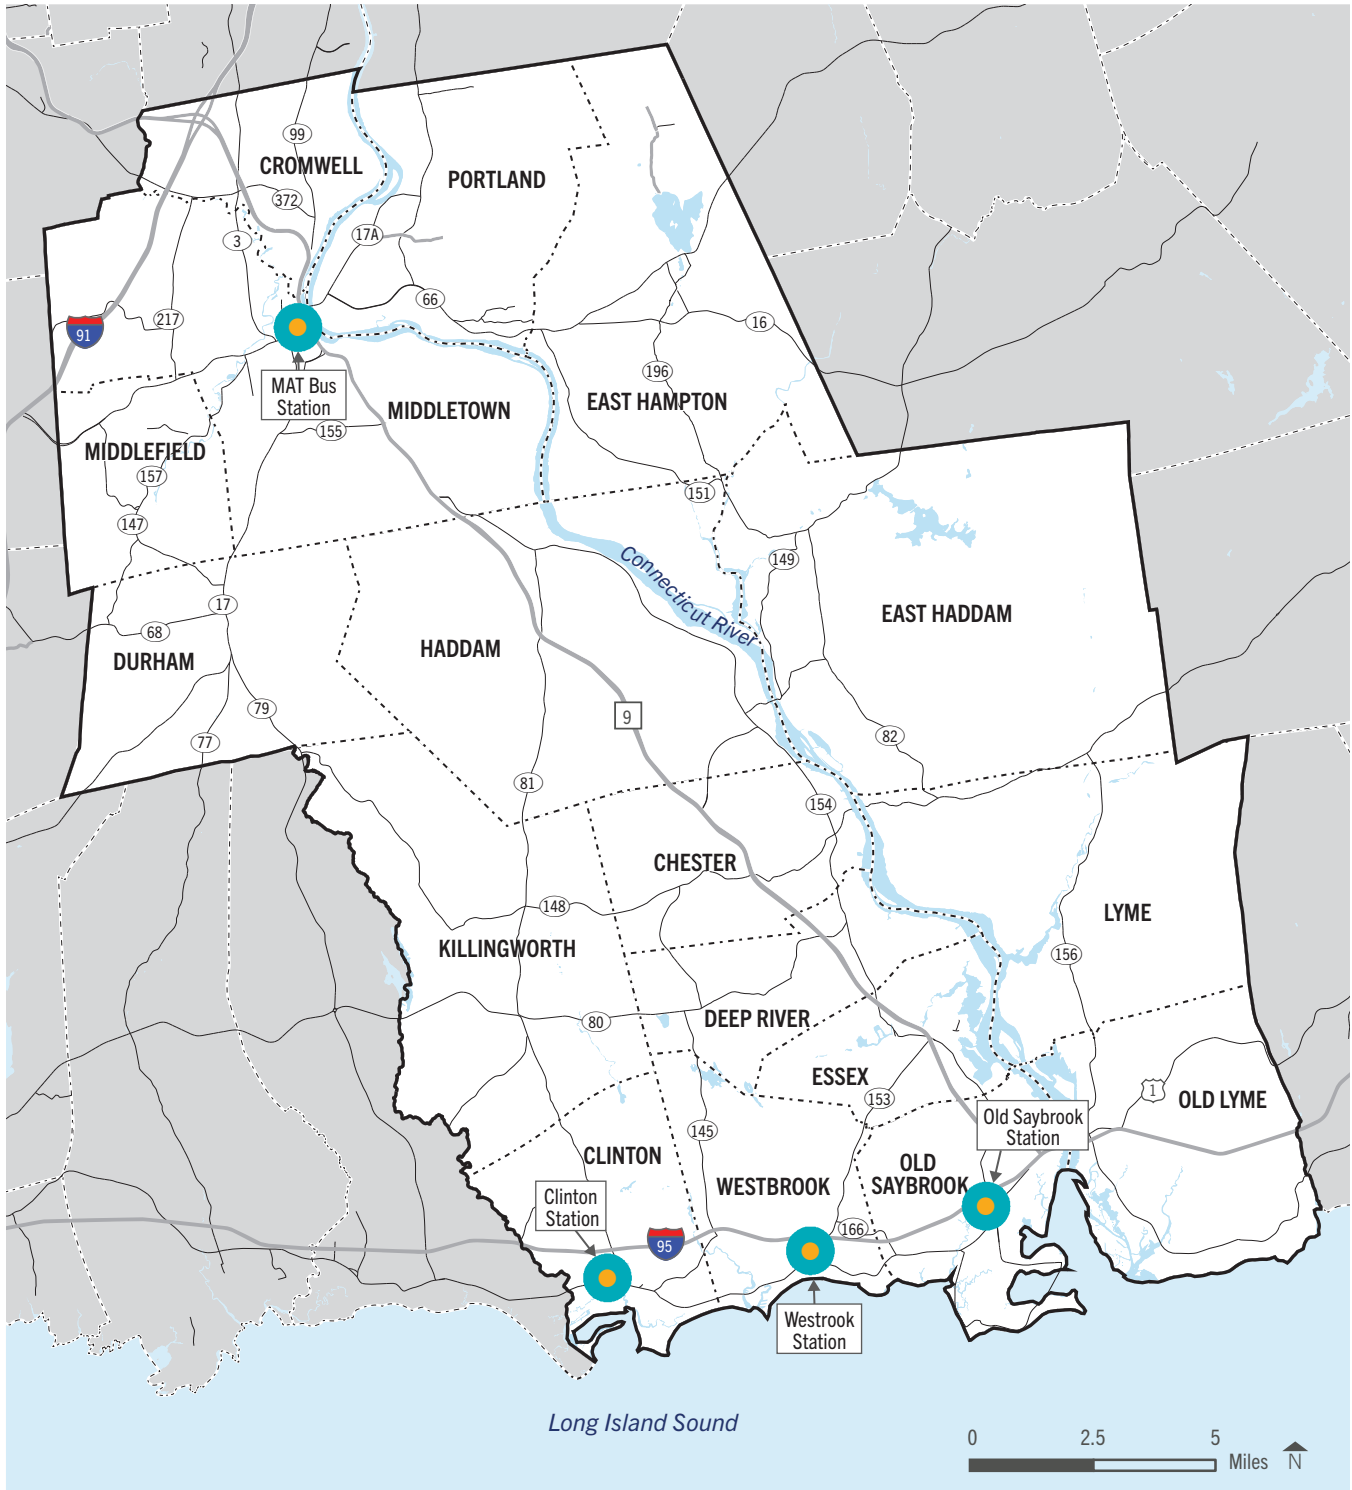 99
CROMWELL
PORTLAND
372
17A
3
66
217
91
16
MAT Bus
Station
196
MIDDLETOWN
EAST HAMPTON
155
MIDDLEFIELD
157
151
147
149
Connecticut River
17
EAST HADDAM
68
HADDAM
DURHAM
79
9
77
82
81
154
CHESTER
148
LYME
KILLINGWORTH
156
80
DEEP RIVER
ESSEX
1
OLD LYME
153
Old Saybrook
Station
145
CLINTON
OLD
SAYBROOK
WESTBROOK
Clinton
Station
166
95
Westrook
Station
Long Island Sound
0 2.5 5
Miles N